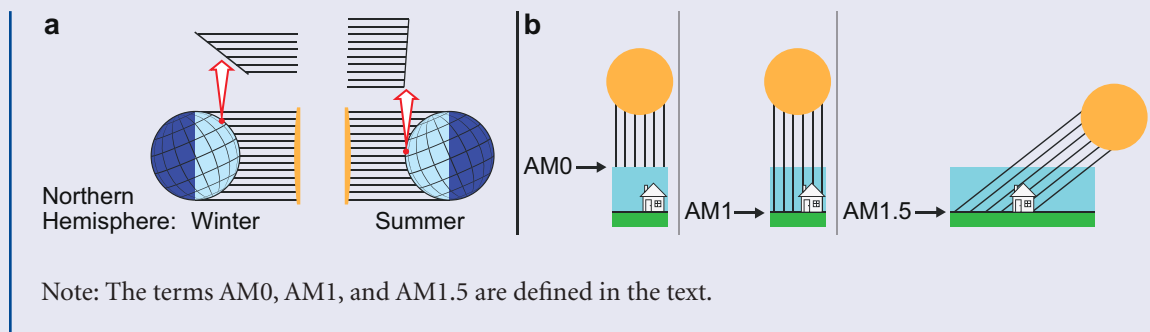 a
b
AM0
AM1
AM1.5
Northern
Hemisphere: Winter
Summer
Note: The terms AM0, AM1, and AM1.5 are defined in the text.